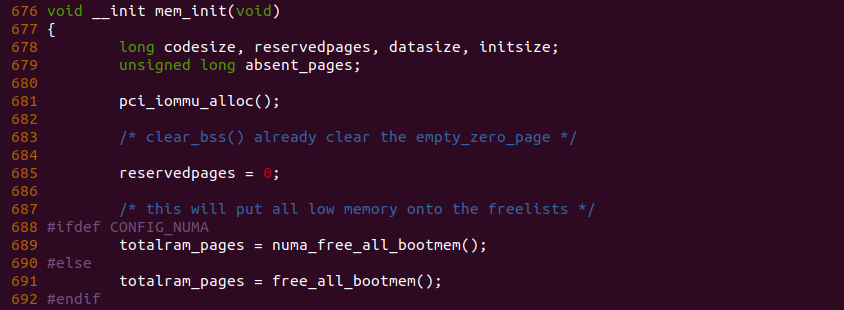 676 void __init mem_init(void)
677 {
678         long codesize, reservedpages, datasize, initsize;
679         unsigned long absent_pages;
680
681         pci_iommu_alloc();
682
683         /* clear_bss() already clear the empty_zero_page */
684
685         reservedpages = 0;
686
687         /* this will put all low memory onto the freelists */
688 #ifdef CONFIG_NUMA
689         totalram_pages = numa_free_all_bootmem();
690 #else
691         totalram_pages = free_all_bootmem();
692 #endif